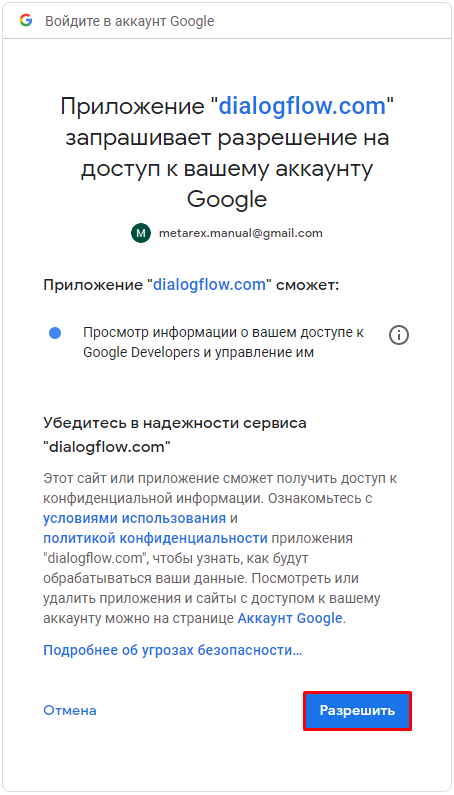 Войдите в аккаунт Google
Приложение "dialogflow.com"
запрашивает разрешение на
доступ к вашему аккаунту
Google
M metarex.manual@gmail.com
Приложение "dialogflow.com" сможет:
Просмотр информации о вашем доступе к
Google Developers и управление им
Убедитесь в надежности сервиса
"dialogflow.com"
Этот сайт или приложение сможет получить доступ к
конфиденциальной информации. Ознакомьтесь с
условиями использования и
политикой конфиденциальности приложения
"dialogflow.com", чтобы узнать, как будут
обрабатываться ваши данные. Посмотреть или
удалить приложения и сайты с доступом к вашему
аккаунту можно на странице Аккаунт Google.
Подробнее об угрозах безопасности…
Отмена Разрешить